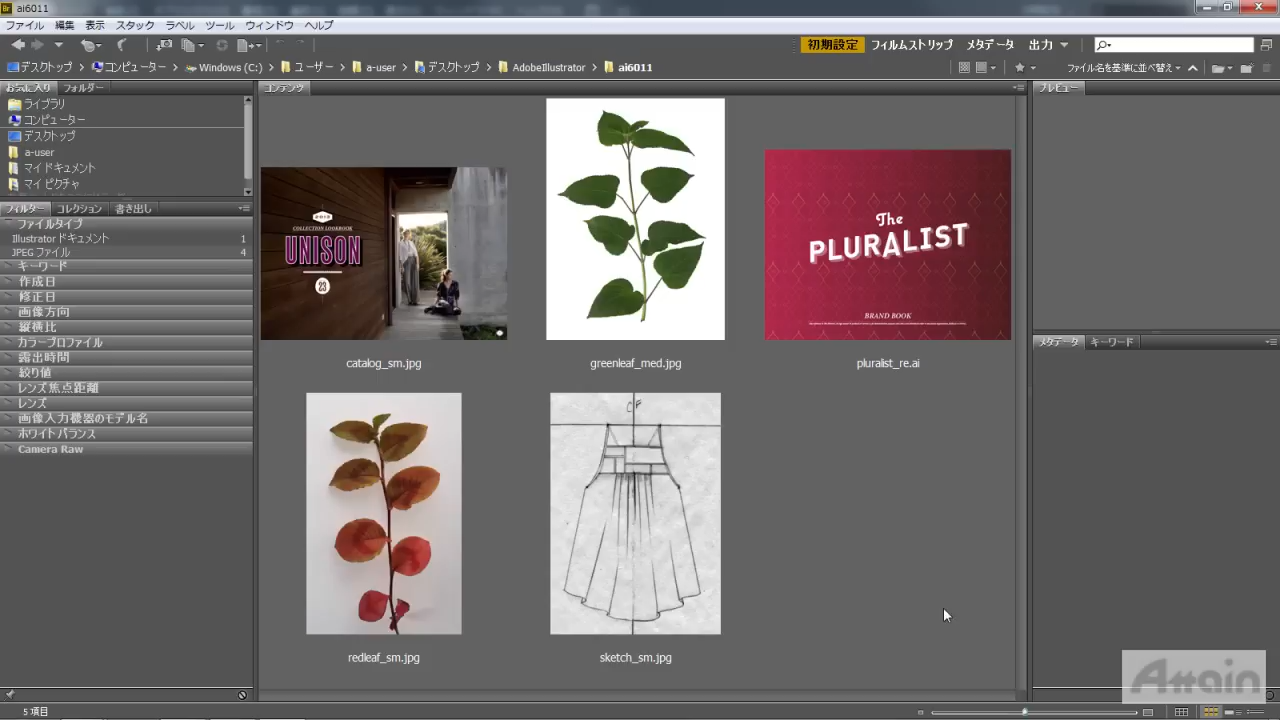 Br ai6011
ファイル 編集 表示 スタック ラベル ツール ウィンドウ ヘルプ
初期設定 フィルムストリップ メタデータ 出力
デスクトップ コンピューター Windows (C:) ユーザー a-user デスクトップ AdobeIllustrator ai6011
ファイル名を基準に並べ替え
お気に入り フォルダー
ライブラリ
コンピューター
デスクトップ
a-user
マイ ドキュメント
マイ ピクチャ
フィルター コレクション 書き出し
ファイルタイプ
Illustrator ドキュメント 1
JPEG ファイル 4
キーワード
作成日
修正日
画像方向
縦横比
カラープロファイル
露出時間
絞り値
レンズ焦点距離
レンズ
画像入力機器のモデル名
ホワイトバランス
Camera Raw
コンテンツ
2013
COLLECTION LOOKBOOK
UNISON
23
The
PLURALIST
BRAND BOOK
catalog_sm.jpg
greenleaf_med.jpg
pluralist_re.ai
CF
redleaf_sm.jpg
sketch_sm.jpg
プレビュー
メタデータ キーワード
Attain
5 項目